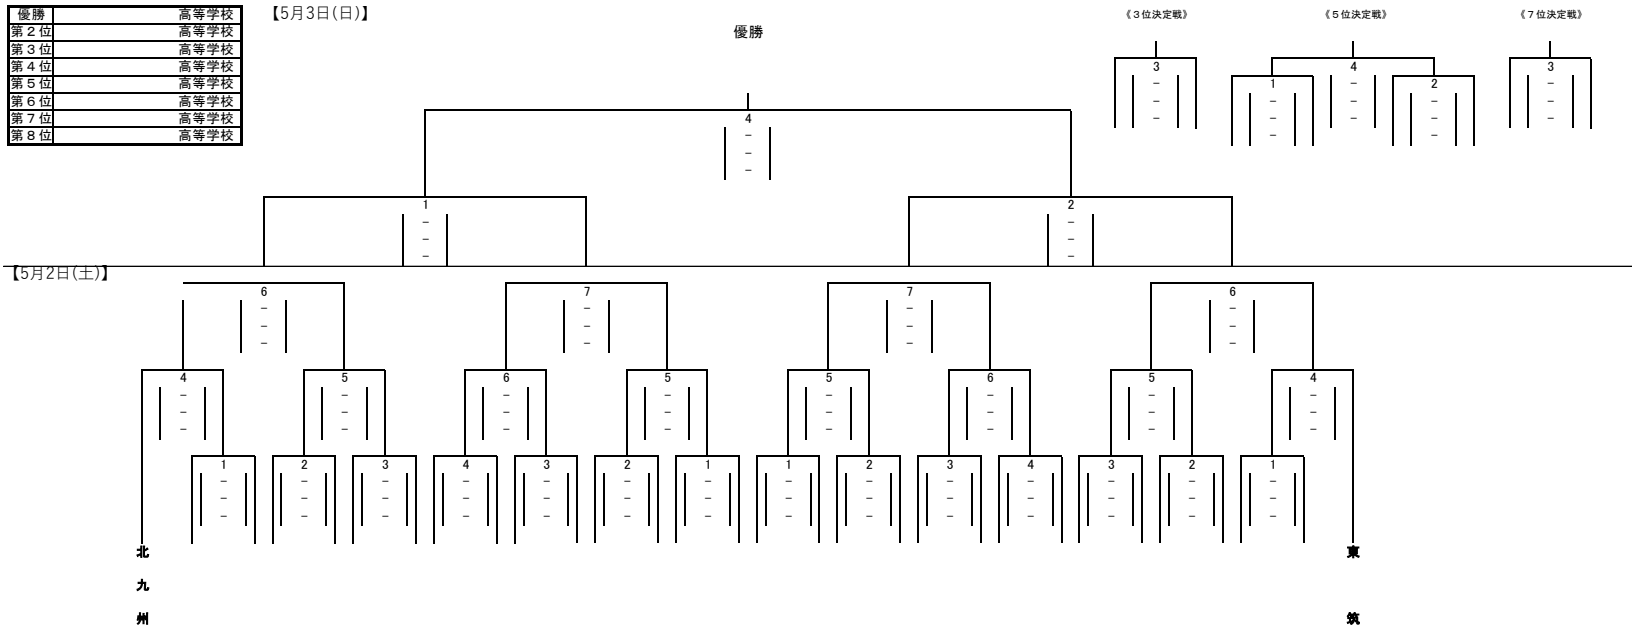 優勝 高等学校
第２位 高等学校
第３位 高等学校
第４位 高等学校
第５位 高等学校
第６位 高等学校
第７位 高等学校
第８位 高等学校
【5月3日(日)】
優勝
《３位決定戦》 《５位決定戦》 《７位決定戦》
3 4 3
- - -
1 2
- - - - -
- - - - -
- -
4
-
-
-
1 2
- -
- -
- -
【5月2日(土)】
6 7 7 6
- - - -
- - - -
- - - -
4 5 6 5 5 6 5 4
- - - - - - - -
- - - - - - - -
- - - - - - - -
1 2 3 4 3 2 1 1 2 3 4 3 2 1
- - - - - - - - - - - - - -
- - - - - - - - - - - - - -
- - - - - - - - - - - - - -
北九州
東筑